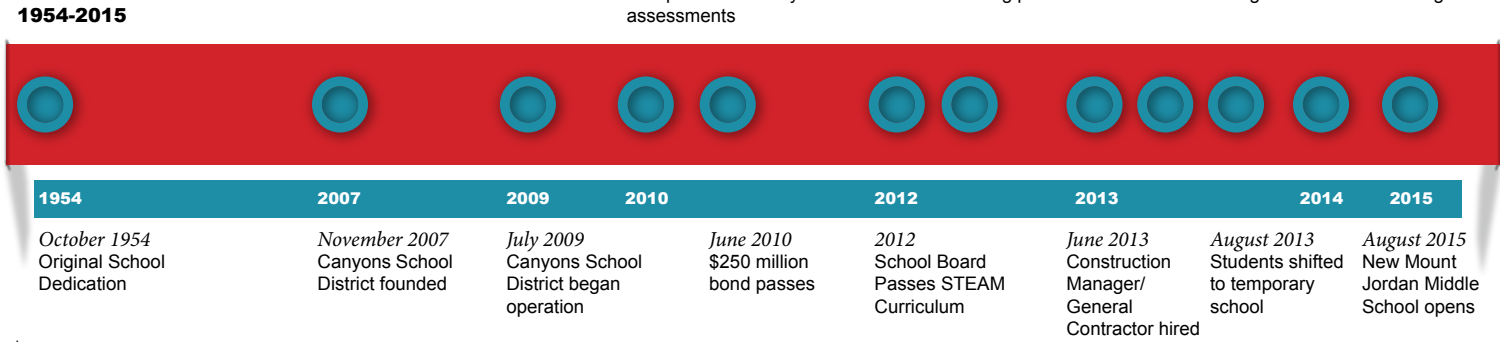 1954-2015
assessments
1954 2007 2009 2010 2012 2013 2014 2015
October 1954
Original School
Dedication
November 2007
Canyons School
District founded
July 2009
Canyons School
District began
operation
June 2010
$250 million
bond passes
2012
School Board
Passes STEAM
Curriculum
June 2013
Construction
Manager/
General
Contractor hired
August 2013
Students shifted
to temporary
school
August 2015
New Mount
Jordan Middle
School opens